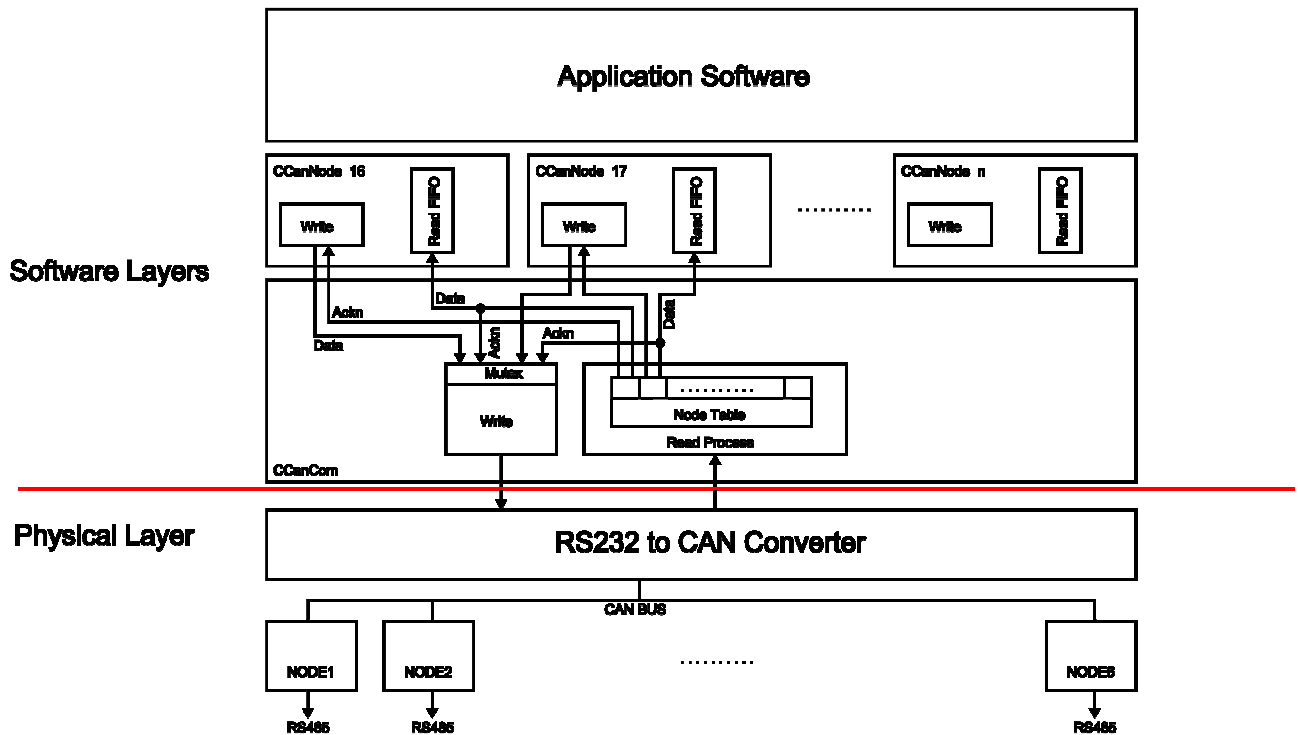 Application Software
CCanNode 16
Read FIFO
Write
CCanNode 17
Read FIFO
Write
............
CCanNode n
Read FIFO
Write
Software Layers
Data
Ackn
Data
Ackn
Ackn
Data
Mutex
Write
............
Node Table
Read Process
CCanCom
Physical Layer
RS232 to CAN Converter
CAN BUS
NODE1
NODE2
............
NODE6
RS485
RS485
RS485